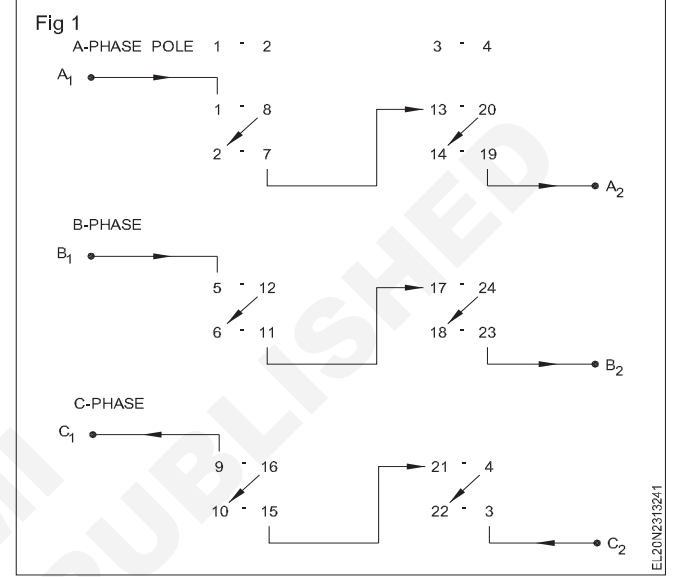 Fig 1
A-PHASE POLE 1 - 2 3 - 4
A1
1 - 8 13 - 20
2 - 7 14 - 19
A2
B-PHASE
B1
5 - 12 17 - 24
6 - 11 18 - 23
B2
C-PHASE
C1
9 - 16 21 - 4
10 - 15 22 - 3
C2
EL20N2313241
PUBLISHED